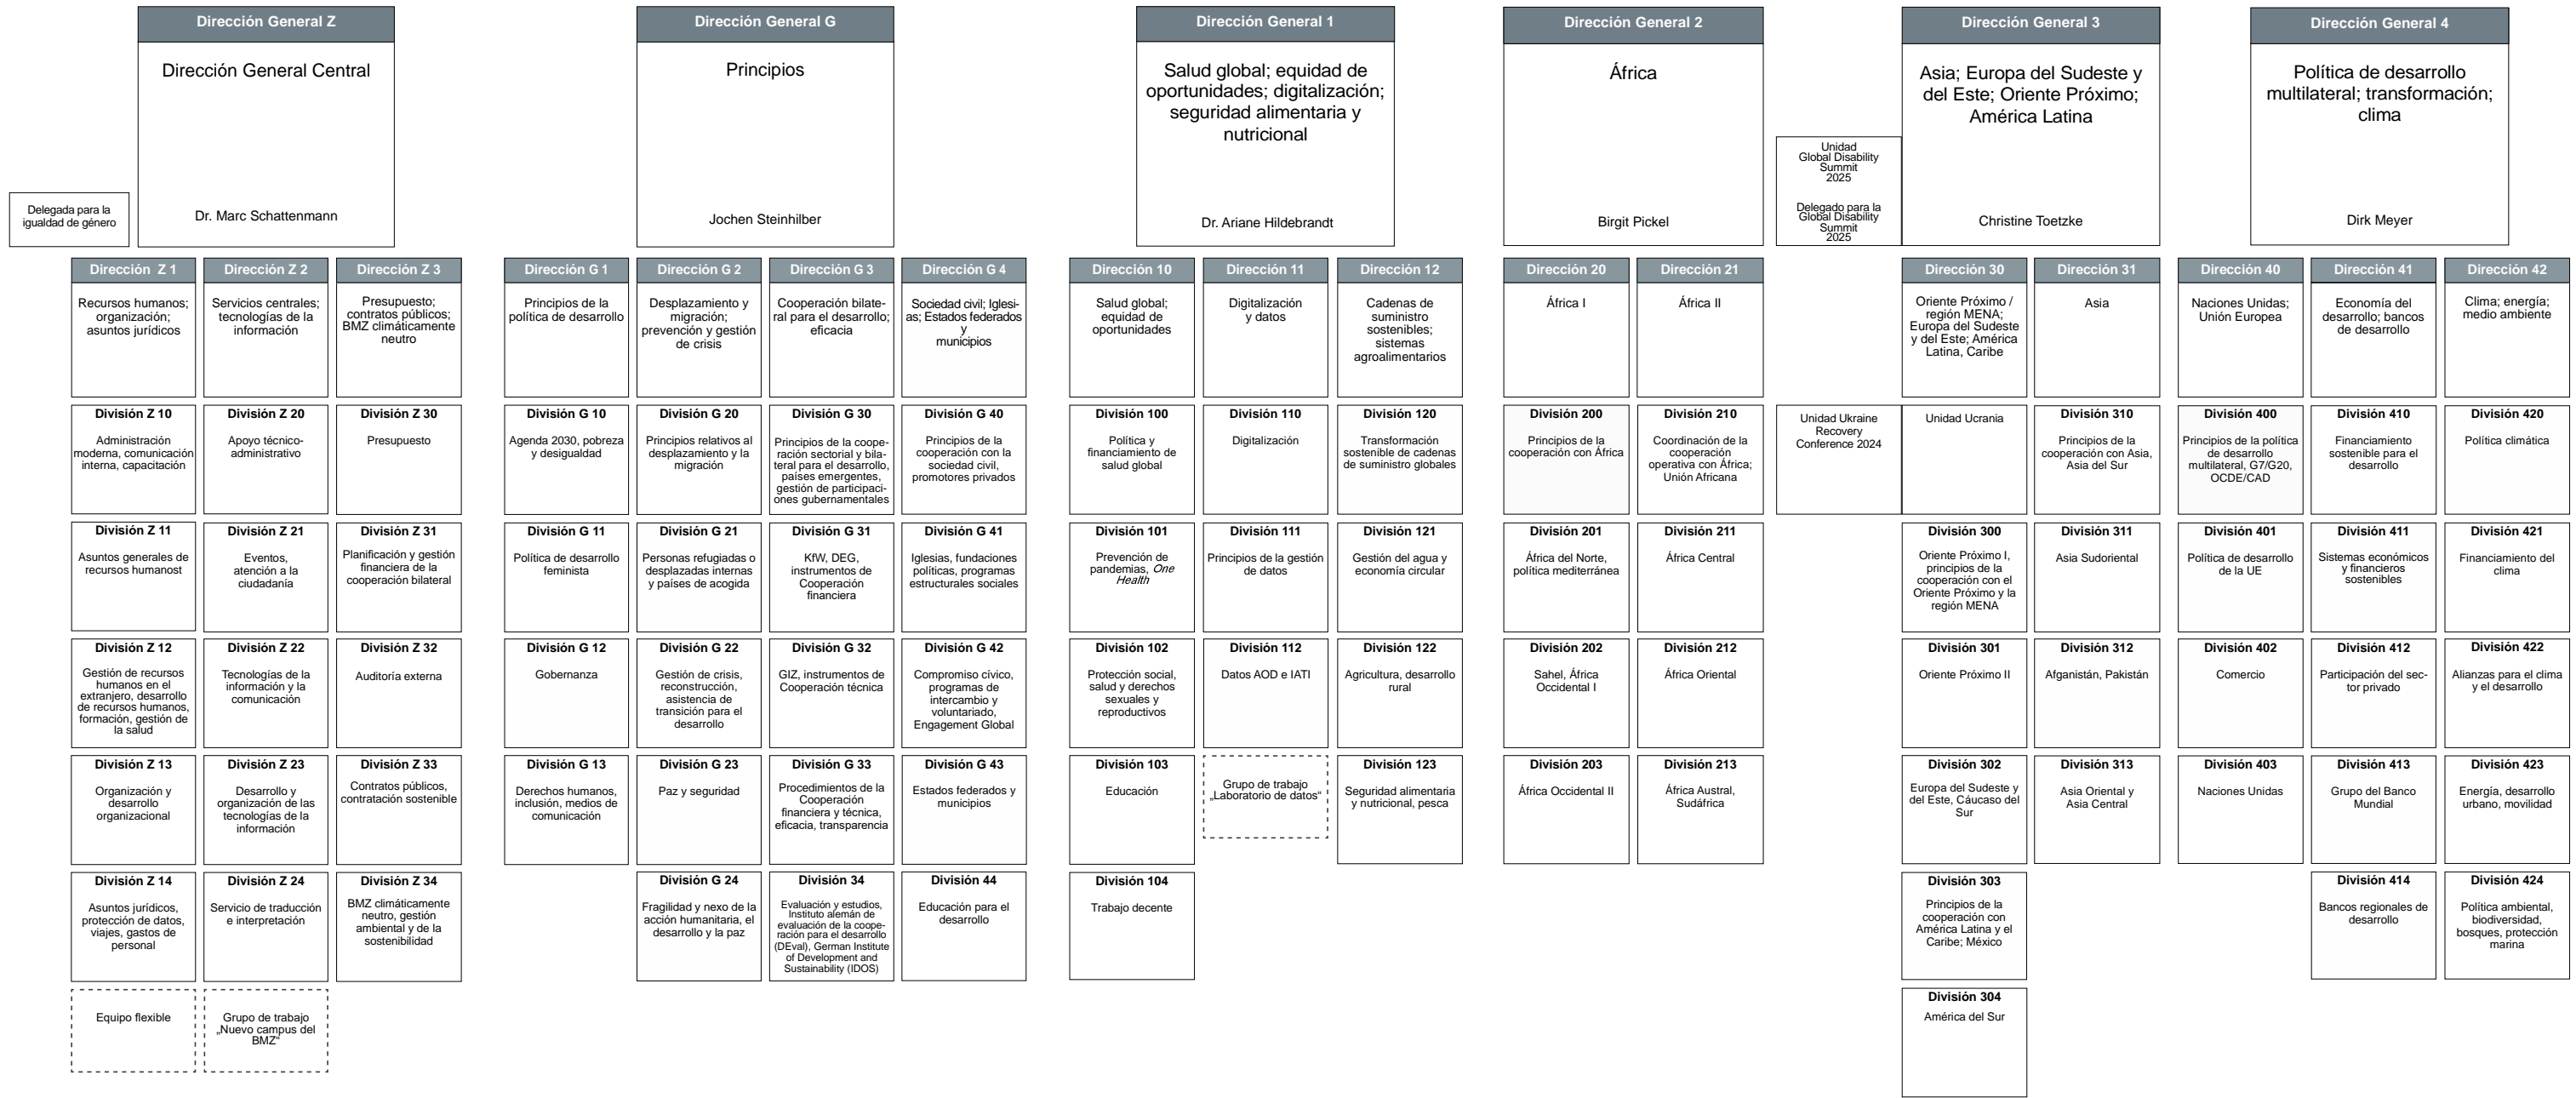 Dirección General Z
Dirección General Central
Dr. Marc Schattenmann
Delegada para la
igualdad de género
Dirección General G
Principios
Jochen Steinhilber
Dirección General 1
Salud global; equidad de
oportunidades; digitalización;
seguridad alimentaria y
nutricional
Dr. Ariane Hildebrandt
Dirección General 2
África
Birgit Pickel
Unidad
Global Disability
Summit
2025
Delegado para la
Global Disability
Summit
2025
Dirección General 3
Asia; Europa del Sudeste y
del Este; Oriente Próximo;
América Latina
Christine Toetzke
Dirección General 4
Política de desarrollo
multilateral; transformación;
clima
Dirk Meyer
Dirección Z 1
Recursos humanos;
organización;
asuntos jurídicos
División Z 10
Administración
moderna, comunicación
interna, capacitación
División Z 11
Asuntos generales de
recursos humanost
División Z 12
Gestión de recursos
humanos en el
extranjero, desarrollo
de recursos humanos,
formación, gestión de
la salud
División Z 13
Organización y
desarrollo
organizacional
División Z 14
Asuntos jurídicos,
protección de datos,
viajes, gastos de
personal
Equipo flexible
Dirección Z 2
Servicios centrales;
tecnologías de la
información
División Z 20
Apoyo técnico-
administrativo
División Z 21
Eventos,
atención a la
ciudadanía
División Z 22
Tecnologías de la
información y la
comunicación
División Z 23
Desarrollo y
organización de las
tecnologías de la
información
División Z 24
Servicio de traducción
e interpretación
Grupo de trabajo
„Nuevo campus del
BMZ“
Dirección Z 3
Presupuesto;
contratos públicos;
BMZ climáticamente
neutro
División Z 30
Presupuesto
División Z 31
Planificación y gestión
financiera de la
cooperación bilateral
División Z 32
Auditoría externa
División Z 33
Contratos públicos,
contratación sostenible
División Z 34
BMZ climáticamente
neutro, gestión
ambiental y de la
sostenibilidad
Dirección G 1
Principios de la
política de desarrollo
División G 10
Agenda 2030, pobreza
y desigualdad
División G 11
Política de desarrollo
feminista
División G 12
Gobernanza
División G 13
Derechos humanos,
inclusión, medios de
comunicación
Dirección G 2
Desplazamiento y
migración;
prevención y gestión
de crisis
División G 20
Principios relativos al
desplazamiento y la
migración
División G 21
Personas refugiadas o
desplazadas internas
y países de acogida
División G 22
Gestión de crisis,
reconstrucción,
asistencia de
transición para el
desarrollo
División G 23
Paz y seguridad
División G 24
Fragilidad y nexo de la
acción humanitaria, el
desarrollo y la paz
Dirección G 3
Cooperación bilate-
ral para el desarrollo;
eficacia
División G 30
Principios de la coope-
ración sectorial y bila-
teral para el desarrollo,
países emergentes,
gestión de participaci-
ones gubernamentales
División G 31
KfW, DEG,
instrumentos de
Cooperación
financiera
División G 32
GIZ, instrumentos de
Cooperación técnica
División G 33
Procedimientos de la
Cooperación
financiera y técnica,
eficacia, transparencia
División 34
Evaluación y estudios,
Instituto alemán de
evaluación de la coope-
ración para el desarrollo
(DEval), German Institute
of Development and
Sustainability (IDOS)
Dirección G 4
Sociedad civil; Iglesi-
as; Estados federados
y
municipios
División G 40
Principios de la
cooperación con la
sociedad civil,
promotores privados
División G 41
Iglesias, fundaciones
políticas, programas
estructurales sociales
División G 42
Compromiso cívico,
programas de
intercambio y
voluntariado,
Engagement Global
División G 43
Estados federados y
municipios
División 44
Educación para el
desarrollo
Dirección 10
Salud global;
equidad de
oportunidades
División 100
Política y
financiamiento de
salud global
División 101
Prevención de
pandemias, One
Health
División 102
Protección social,
salud y derechos
sexuales y
reproductivos
División 103
Educación
División 104
Trabajo decente
Dirección 11
Digitalización
y datos
División 110
Digitalización
División 111
Principios de la gestión
de datos
División 112
Datos AOD e IATI
Grupo de trabajo
„Laboratorio de datos“
Dirección 12
Cadenas de
suministro
sostenibles;
sistemas
agroalimentarios
División 120
Transformación
sostenible de cadenas
de suministro globales
División 121
Gestión del agua y
economía circular
División 122
Agricultura, desarrollo
rural
División 123
Seguridad alimentaria
y nutricional, pesca
Dirección 20
África I
División 200
Principios de la
cooperación con África
División 201
África del Norte,
política mediterránea
División 202
Sahel, África
Occidental I
División 203
África Occidental II
Dirección 21
África II
División 210
Coordinación de la
cooperación
operativa con África;
Unión Africana
División 211
África Central
División 212
África Oriental
División 213
África Austral,
Sudáfrica
Unidad Ukraine
Recovery
Conference 2024
Dirección 30
Oriente Próximo /
región MENA;
Europa del Sudeste
y del Este; América
Latina, Caribe
Unidad Ucrania
División 300
Oriente Próximo I,
principios de la
cooperación con el
Oriente Próximo y la
región MENA
División 301
Oriente Próximo II
División 302
Europa del Sudeste y
del Este, Cáucaso del
Sur
División 303
Principios de la
cooperación con
América Latina y el
Caribe; México
División 304
América del Sur
Dirección 31
Asia
División 310
Principios de la
cooperación con Asia,
Asia del Sur
División 311
Asia Sudoriental
División 312
Afganistán, Pakistán
División 313
Asia Oriental y
Asia Central
Dirección 40
Naciones Unidas;
Unión Europea
División 400
Principios de la política
de desarrollo
multilateral, G7/G20,
OCDE/CAD
División 401
Política de desarrollo
de la UE
División 402
Comercio
División 403
Naciones Unidas
Dirección 41
Economía del
desarrollo; bancos
de desarrollo
División 410
Financiamiento
sostenible para el
desarrollo
División 411
Sistemas económicos
y financieros
sostenibles
División 412
Participación del sec-
tor privado
División 413
Grupo del Banco
Mundial
División 414
Bancos regionales de
desarrollo
Dirección 42
Clima; energía;
medio ambiente
División 420
Política climática
División 421
Financiamiento del
clima
División 422
Alianzas para el clima
y el desarrollo
División 423
Energía, desarrollo
urbano, movilidad
División 424
Política ambiental,
biodiversidad,
bosques, protección
marina